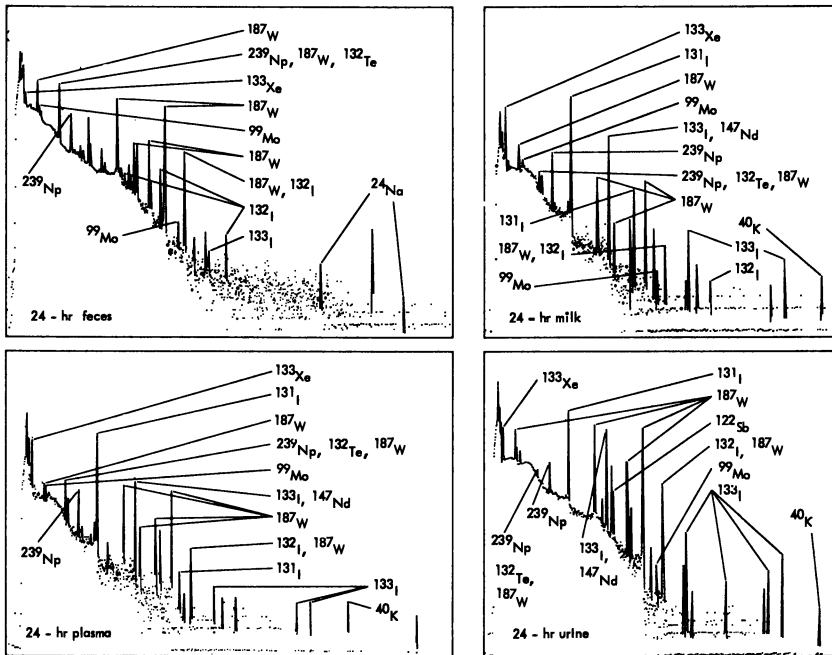 187W
239Np, 187W, 132Te
133Xe
187W
99Mo
239Np
187W
187W, 132I
24Na
132I
99Mo
133I
24 - hr feces
133Xe
131I
187W
99Mo
133I, 147Nd
239Np
239Np, 132Te, 187W
187W
131I
40K
187W, 132I
133I
132I
99Mo
24 - hr milk
133Xe
131I
187W
239Np, 132Te, 187W
99Mo
133I, 147Nd
187W
239Np
132I, 187W
131I
133I
40K
24 - hr plasma
133Xe
131I
187W
122Sb
132I, 187W
99Mo
133I
239Np
40K
239Np
132Te,
187W
133I,
147Nd
24 - hr urine